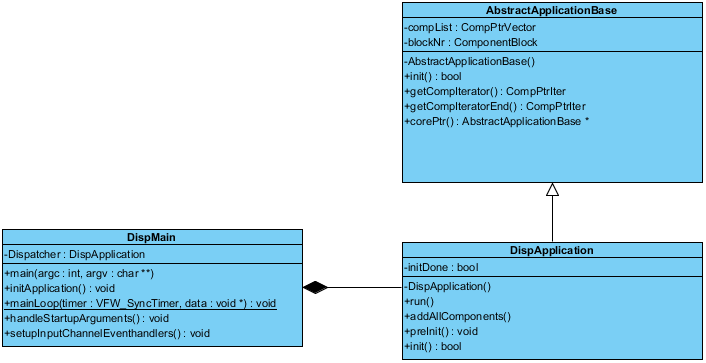 AbstractApplicationBase
-compList : CompPtrVector
-blockNr : ComponentBlock
-AbstractApplicationBase()
+init() : bool
+getCompIterator() : CompPtrIter
+getCompIteratorEnd() : CompPtrIter
+corePtr() : AbstractApplicationBase *
DispMain
-Dispatcher : DispApplication
+main(argc : int, argv : char **)
+initApplication() : void
+mainLoop(timer : VFW_SyncTimer, data : void *) : void
+handleStartupArguments() : void
+setupInputChannelEventhandlers() : void
DispApplication
-initDone : bool
-DispApplication()
+run()
+addAllComponents()
+preInit() : void
+init() : bool